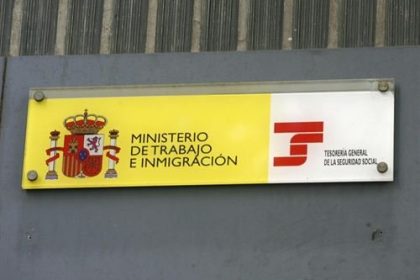 MINISTERIO
DE TRABAJO
E INMIGRACIÓN
TESORERÍA GENERAL
DE LA SEGURIDAD SOCIAL